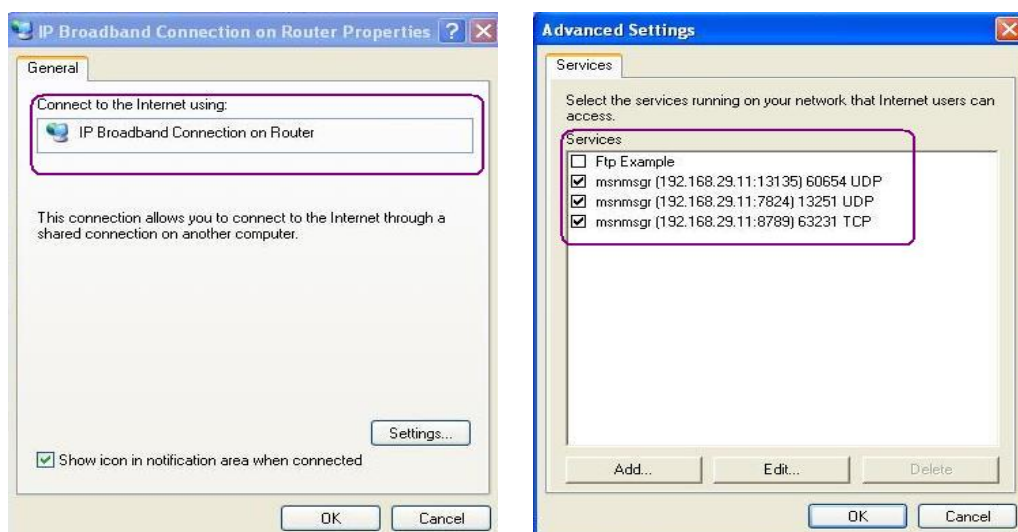 IP Broadband Connection on Router Properties
General
Connect to the Internet using:
IP Broadband Connection on Router
This connection allows you to connect to the Internet through a
shared connection on another computer.
Settings...
Show icon in notification area when connected
OK
Cancel
Advanced Settings
Services
Select the services running on your network that Internet users can
access.
Services
Ftp Example
msnmsgr (192.168.29.11:13135) 60654 UDP
msnmsgr (192.168.29.11:7824) 13251 UDP
msnmsgr (192.168.29.11:8789) 63231 TCP
Add...
Edit...
Delete
OK
Cancel